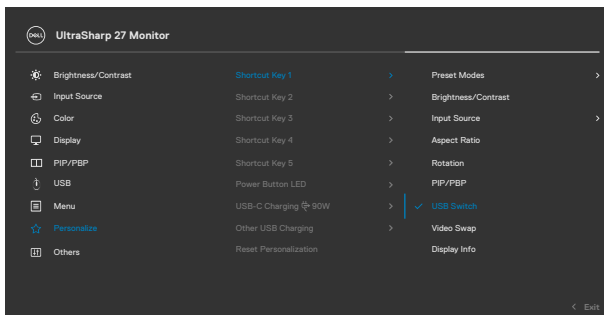 DELL UltraSharp 27 Monitor
Brightness/Contrast
Input Source
Color
Display
PIP/PBP
USB
Menu
Personalize
Others
Shortcut Key 1
Shortcut Key 2
Shortcut Key 3
Shortcut Key 4
Shortcut Key 5
Power Button LED
USB-C Charging 90W
Other USB Charging
Reset Personalization
Preset Modes
Brightness/Contrast
Input Source
Aspect Ratio
Rotation
PIP/PBP
USB Switch
Video Swap
Display Info
Exit